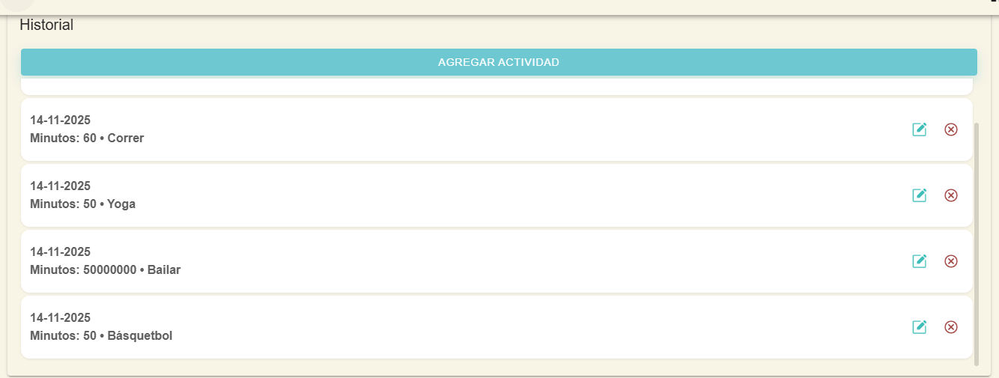 Historial
AGREGAR ACTIVIDAD
14-11-2025
Minutos: 60 • Correr
14-11-2025
Minutos: 50 • Yoga
14-11-2025
Minutos: 50000000 • Bailar
14-11-2025
Minutos: 50 • Básquetbol